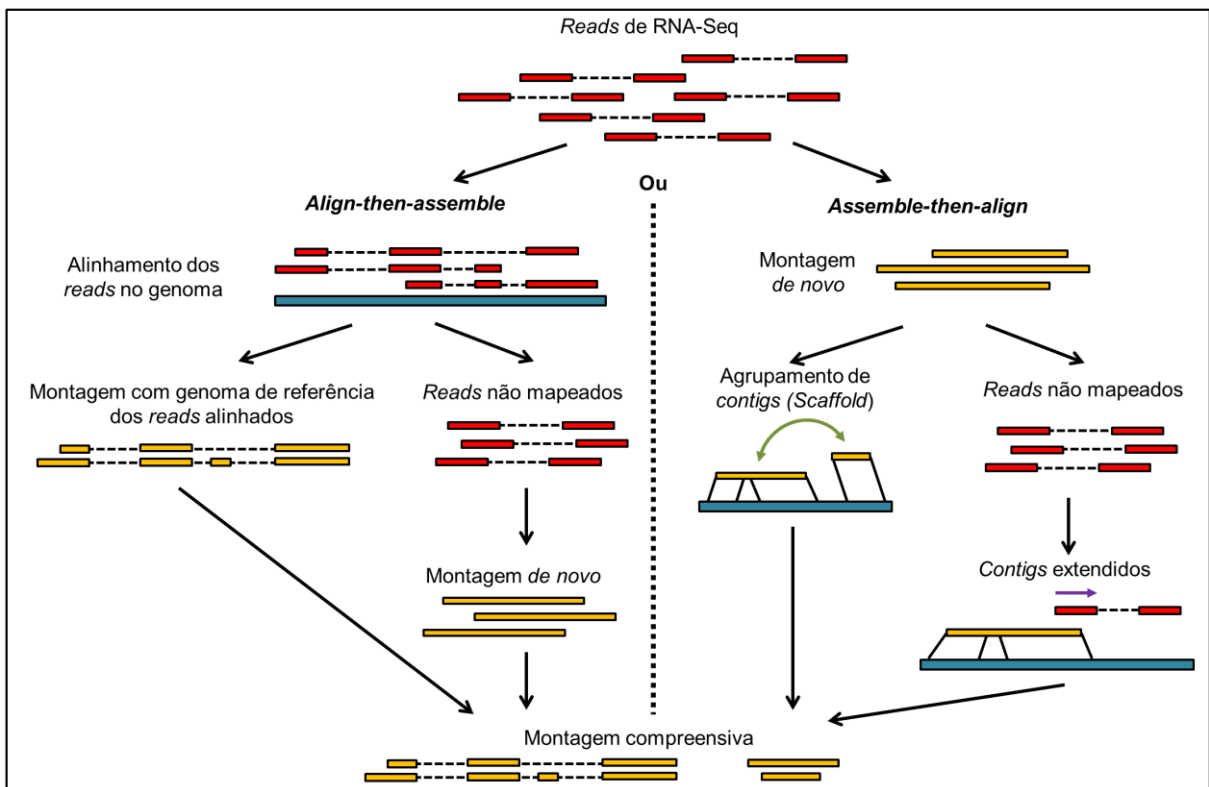 Reads de RNA-Seq
Ou
Align-then-assemble
Alinhamento dos
reads no genoma
Montagem com genoma de referência
dos reads alinhados
Reads não mapeados
Montagem de novo
Assemble-then-align
Montagem
de novo
Agrupamento de
contigs (Scaffold)
Reads não mapeados
Contigs extendidos
Montagem compreensiva